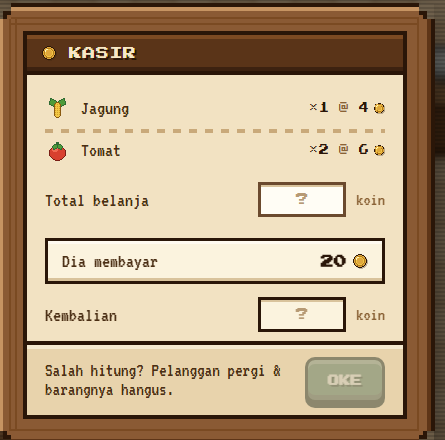 KASIR
Jagung ×1 @ 4
Tomat ×2 @ 6
Total belanja ? koin
Dia membayar 20
Kembalian ? koin
Salah hitung? Pelanggan pergi &
barangnya hangus.
OKE